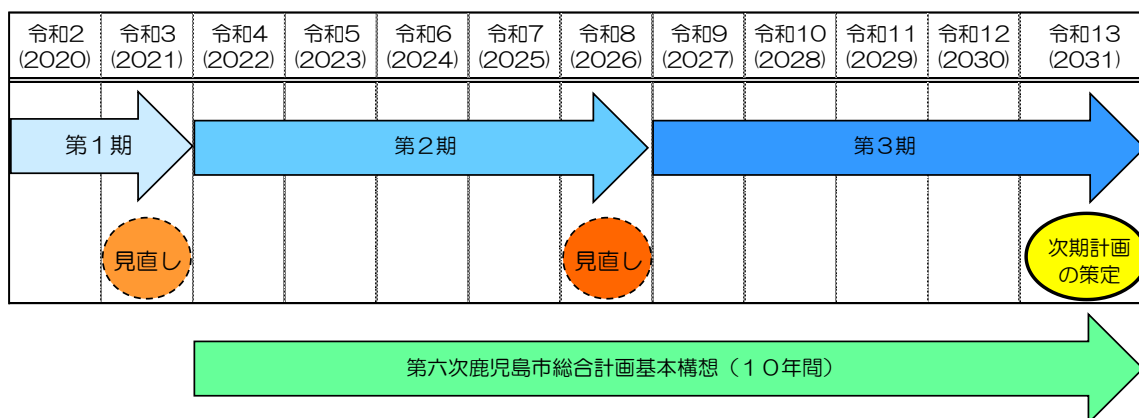 令和2 令和3 令和4 令和5 令和6 令和7 令和8 令和9 令和10 令和11 令和12 令和13
(2020) (2021) (2022) (2023) (2024) (2025) (2026) (2027) (2028) (2029) (2030) (2031)
第１期 第２期 第３期
見直し 見直し 次期計画
の策定
第六次鹿児島市総合計画基本構想（１０年間）